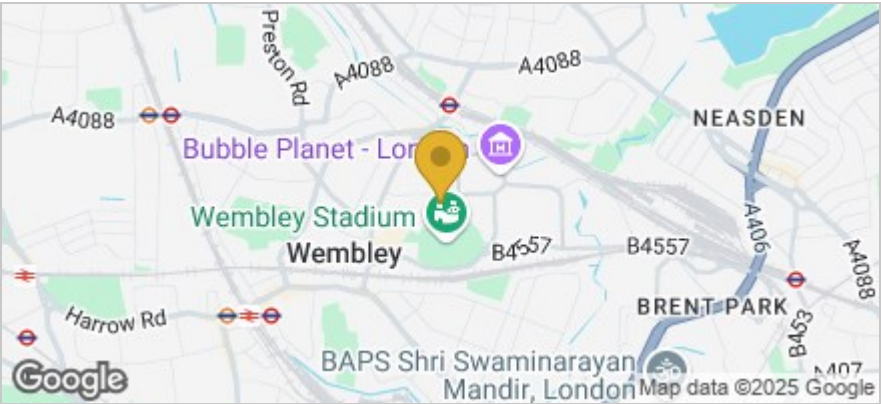 Preston Rd
A4088
A4088
A4088
NEASDEN
Bubble Planet - London
Wembley Stadium
Wembley
B4557
B4557
A406
A4088
Harrow Rd
BRENT PARK
B453
BAPS Shri Swaminarayan
Mandir, London
A407
Google
Map data ©2025 Google